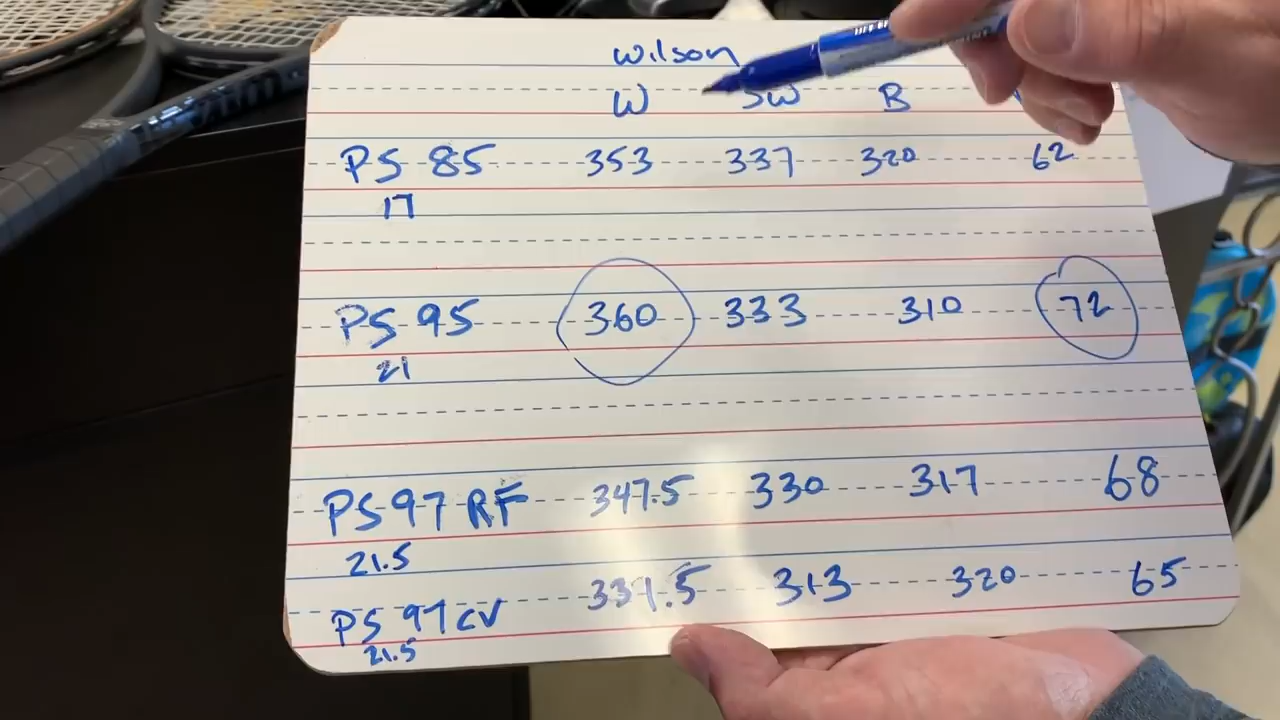 Wilson
W SW B
PS 85 353 337 320 62
17
PS 95 360 333 310 72
21
PS 97 RF 347.5 330 317 68
21.5
PS 97 CV 331.5 313 320 65
21.5